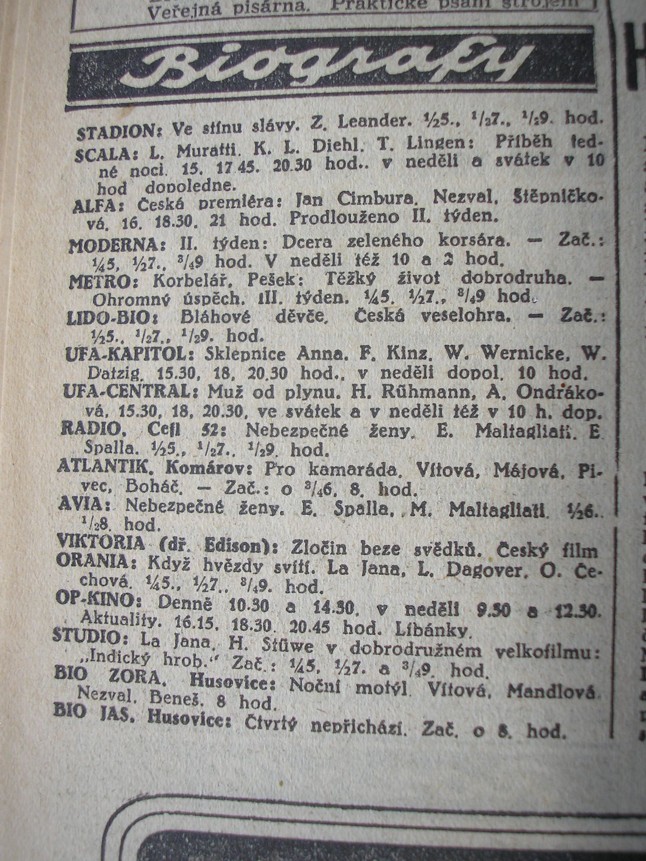 Veřejná písárna. Praktické psaní strojem
Biografy
STADION: Ve stínu slávy. Z. Leander. ½5., ½7., ½9. hod.
SCALA: L. Muratti. K. L. Diehl. T. Lingen: Příběh jed-
né noci. 15. 17.45. 20.30 hod.. v neděli a svátek v 10
hod dopoledne.
ALFA: Česká premiéra: Jan Cimbura. Nezval. Štěpničko-
vá. 16. 18.30. 21 hod. Prodlouženo II. týden.
MODERNA: II. týden: Dcera zeleného korsára. — Zač.:
¼5, ½7., ¾9 hod. V neděli též 10 a 2 hod.
METRO: Korbelář, Pešek: Těžký život dobrodruha. —
Ohromný úspěch. III. týden. ¼5. ½7., ¾9 hod.
LIDO-BIO: Bláhové děvče. Česká veselohra. — Zač.:
½5., ½7., ½9. hod.
UFA-KAPITOL: Sklepnice Anna. F. Kinz. W. Wernicke, W.
Datzig. 15.30, 18, 20,30 hod., v neděli dopol. 10 hod.
UFA-CENTRAL: Muž od plynu. H. Rühmann, A. Ondráko-
vá. 15.30, 18, 20.30, ve svátek a v neděli též v 10 h. dop.
RADIO, Cejl 52: Nebezpečné ženy. E. Maltagliati. E
Spalla. ½5., ½7., ½9. hod.
ATLANTIK, Komárov: Pro kamaráda. Vítová, Májová, Pi-
vec, Boháč. — Zač.: o ¾6, 8. hod.
AVIA: Nebezpečné ženy. E. Spalla, M. Maltagliati. ½6..
½8. hod.
VIKTORIA (dř. Edison): Zločin beze svědků. Český film
ORANIA: Když hvězdy svítí. La Jana, L. Dagover, O. Če-
chová. ¼5., ½7., ¾9. hod.
OP-KINO: Denně 10.30 a 14.30. v neděli 9.50 a 12.30.
Aktuality. 16.15. 18.30. 20.45 hod. Líbánky.
STUDIO: La Jana, H. Stüwe v dobrodružném velkofilmu:
„Indický hrob." Zač.: ¼5, ½7. a ¾9. hod.
BIO ZORA. Husovice: Noční motýl. Vítová, Mandlová
Nezval. Beneš. 8 hod.
BIO JAS. Husovice: Čtvrtý nepřichází. Zač. o 8. hod.